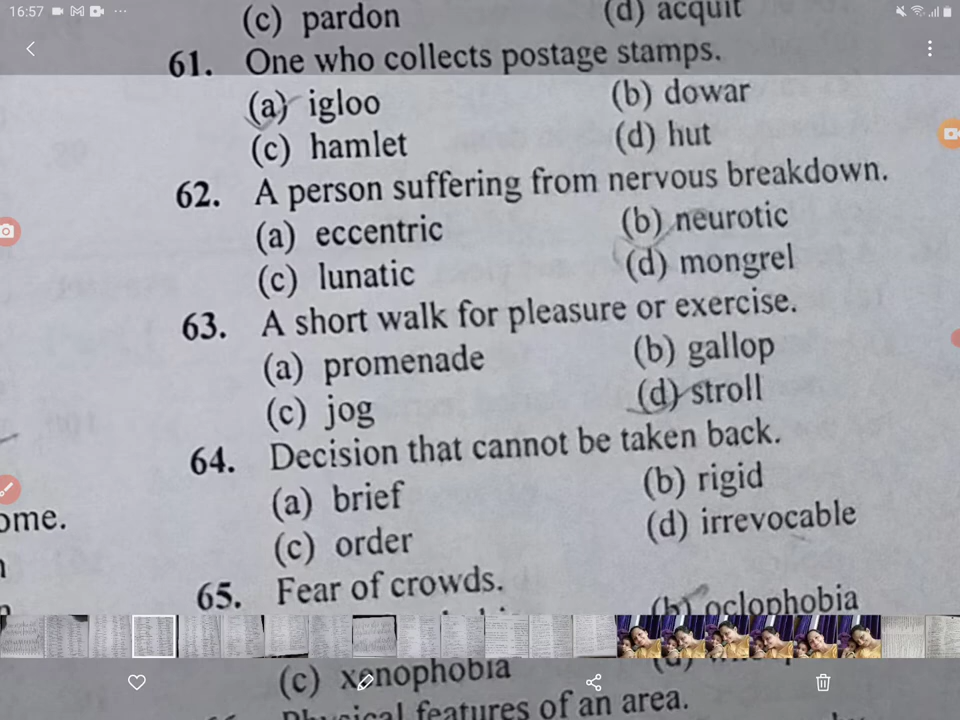 16:57
(c) pardon (d) acquit
61. One who collects postage stamps.
(a) igloo (b) dowar
(c) hamlet (d) hut
62. A person suffering from nervous breakdown.
(a) eccentric (b) neurotic
(c) lunatic (d) mongrel
63. A short walk for pleasure or exercise.
(a) promenade (b) gallop
(c) jog (d) stroll
64. Decision that cannot be taken back.
(a) brief (b) rigid
ome.
(c) order (d) irrevocable
65. Fear of crowds.
(b) oclophobia
(c) xenophobia (d)
Physical features of an area.